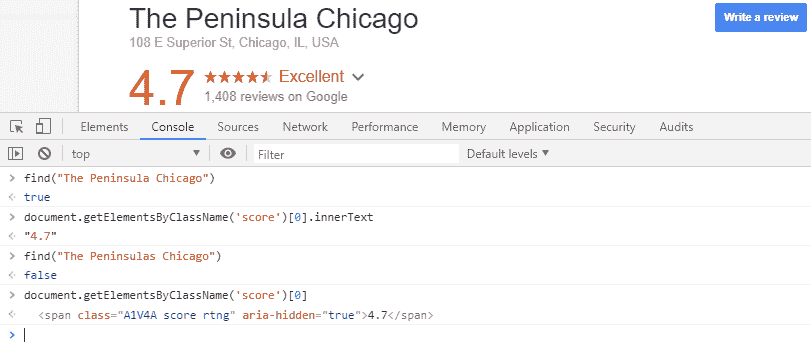 The Peninsula Chicago
Write a review
108 E Superior St, Chicago, IL, USA
4.7 Excellent
1,408 reviews on Google
Elements Console Sources Network Performance Memory Application Security Audits
top Filter Default levels
find("The Peninsula Chicago")
true
document.getElementsByClassName('score')[0].innerText
"4.7"
find("The Peninsulas Chicago")
false
document.getElementsByClassName('score')[0]
<span class="A1V4A score rtng" aria-hidden="true">4.7</span>